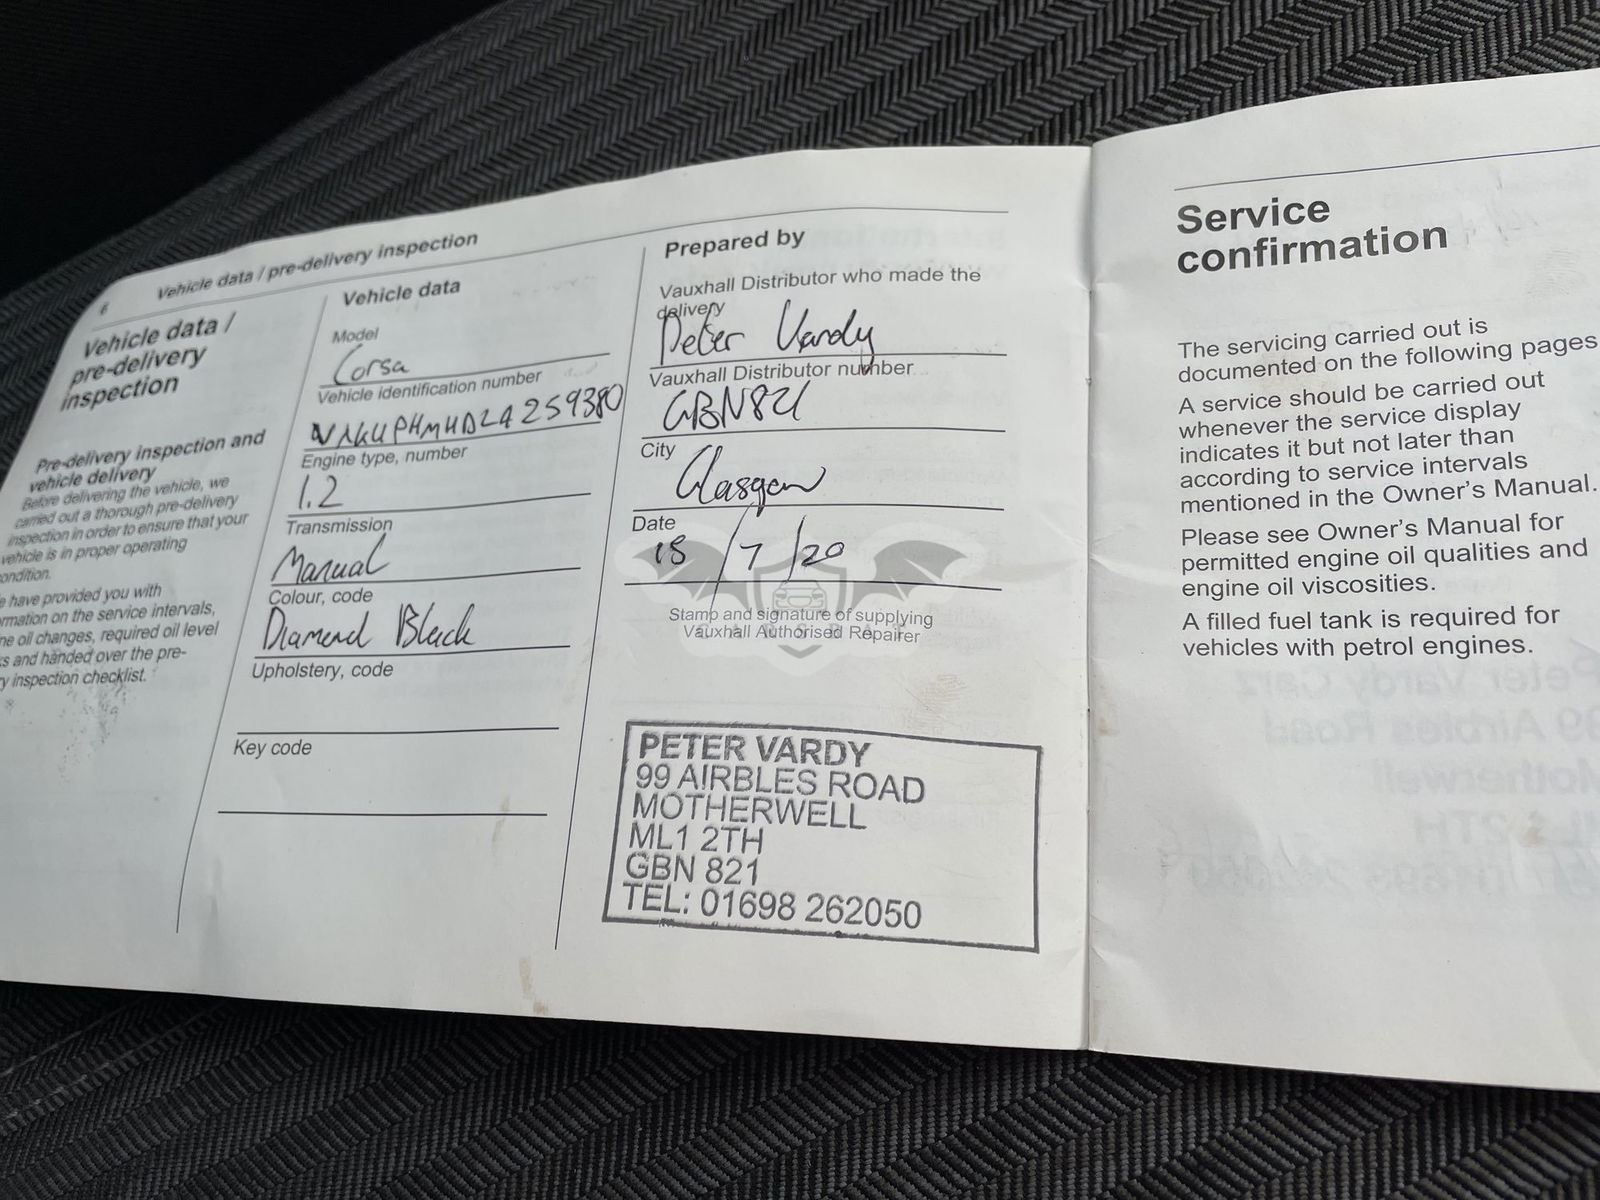 6
Vehicle data / pre-delivery inspection
Vehicle data /
pre-delivery
inspection
Pre-delivery inspection and
vehicle delivery
Before delivering the vehicle, we
carried out a thorough pre-delivery
inspection in order to ensure that your
vehicle is in proper operating
condition.
have provided you with
rmation on the service intervals,
ne oil changes, required oil level
s and handed over the pre-
y inspection checklist.
Vehicle data
Model
Corsa
Vehicle identification number
Engine type, number
1.2
Transmission
Manual
Colour, code
Diamond Black
Upholstery, code
Key code
Prepared by
Vauxhall Distributor who made the
delivery
Peter Vardy
Vauxhall Distributor number
GBN821
City
Glasgow
Date
/7/20
Stamp and signature of supplying
Vauxhall Authorised Repairer
PETER VARDY
99 AIRBLES ROAD
MOTHERWELL
ML1 2TH
GBN 821
TEL: 01698 262050
Service
confirmation
The servicing carried out is
documented on the following pages
A service should be carried out
whenever the service display
indicates it but not later than
according to service intervals
mentioned in the Owner's Manual.
Please see Owner's Manual for
permitted engine oil qualities and
engine oil viscosities.
A filled fuel tank is required for
vehicles with petrol engines.